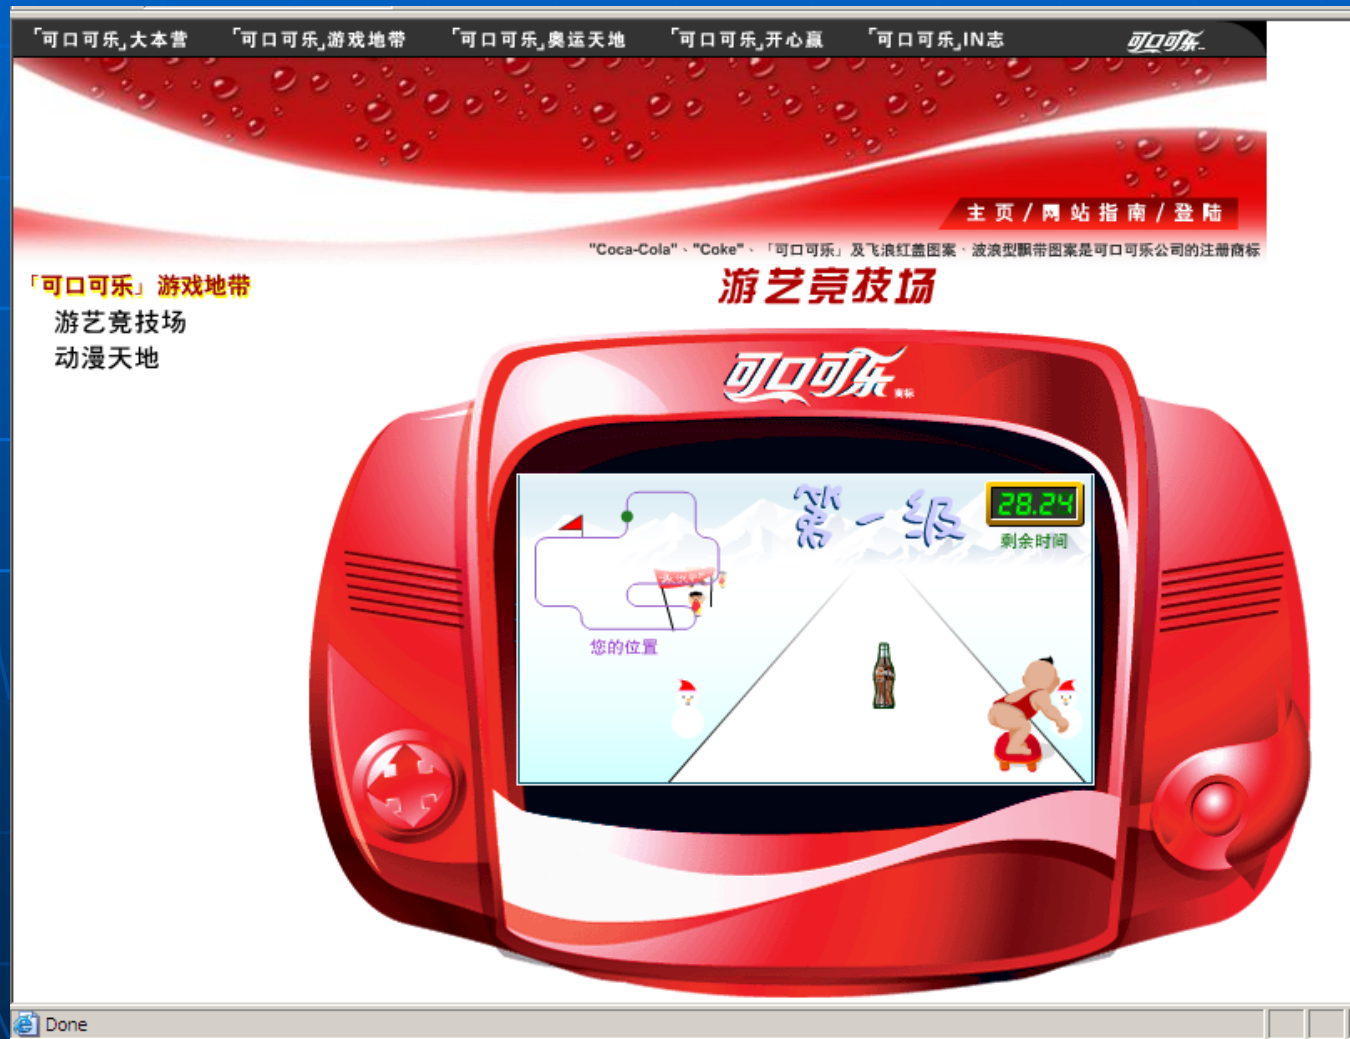 「可口可乐」大本营 「可口可乐」游戏地带 「可口可乐」奥运天地 「可口可乐」开心赢 「可口可乐」IN志 可口可乐
主页/网站指南/登陆
"Coca-Cola"、"Coke"、「可口可乐」及飞浪红盖图案、波浪型飘带图案是可口可乐公司的注册商标
「可口可乐」游戏地带
游艺竞技场
游艺竞技场
动漫天地
可口可乐 商标
第一级
28.24
剩余时间
您的位置
Done